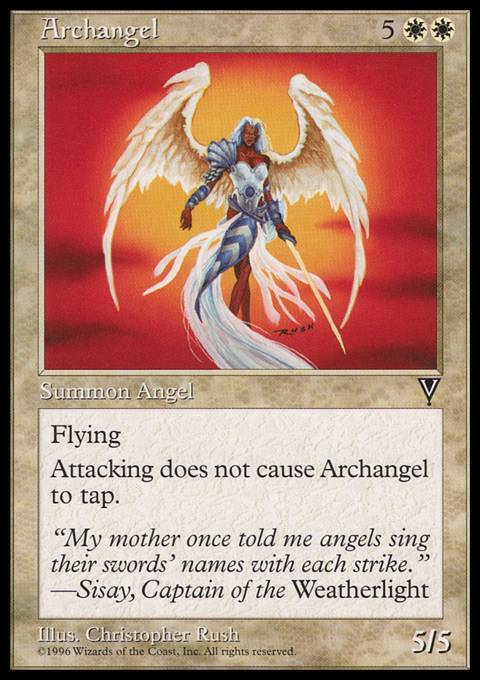 Archangel 5
RUSH
Summon Angel
Flying
Attacking does not cause Archangel
to tap.
“My mother once told me angels sing
their swords’ names with each strike.”
—Sisay, Captain of the Weatherlight
Illus. Christopher Rush
©1996 Wizards of the Coast, Inc. All rights reserved.
5/5